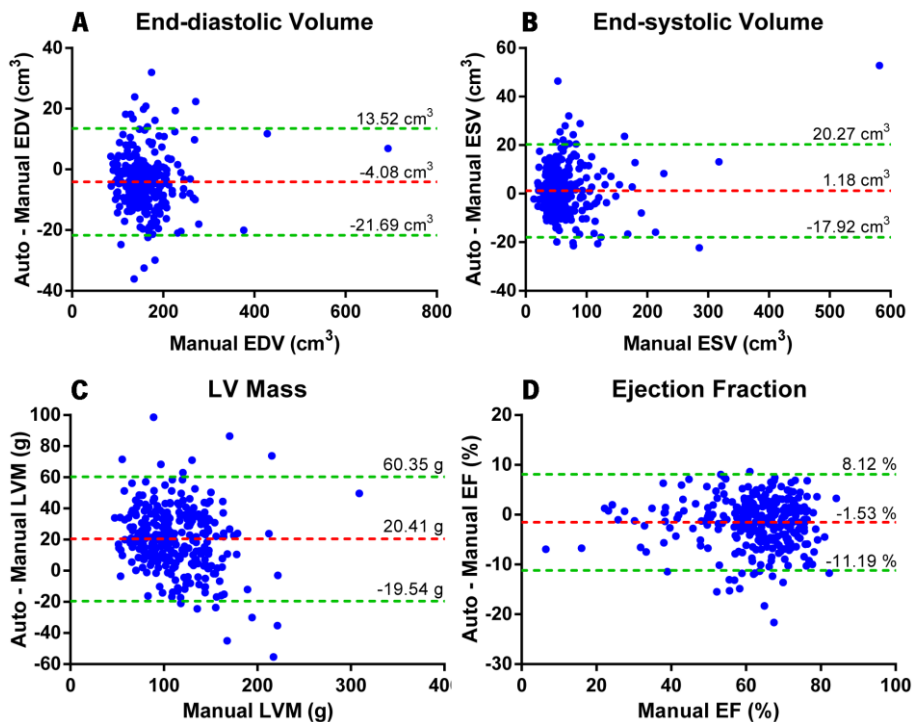 A End-diastolic Volume
Auto - Manual EDV (cm³)
40
20
0
-20
-40
13.52 cm³
-4.08 cm³
-21.69 cm³
0 200 400 600 800
Manual EDV (cm³)
B End-systolic Volume
Auto - Manual ESV (cm³)
60
40
20
0
-20
-40
20.27 cm³
1.18 cm³
-17.92 cm³
0 100 200 300 400 500 600
Manual ESV (cm³)
C LV Mass
Auto - Manual LVM (g)
100
80
60
40
20
0
-20
-40
-60
60.35 g
20.41 g
-19.54 g
0 100 200 300 40
Manual LVM (g)
D Ejection Fraction
Auto - Manual EF (%)
20
10
0
-10
-20
-30
8.12 %
-1.53 %
-11.19 %
0 20 40 60 80 100
Manual EF (%)